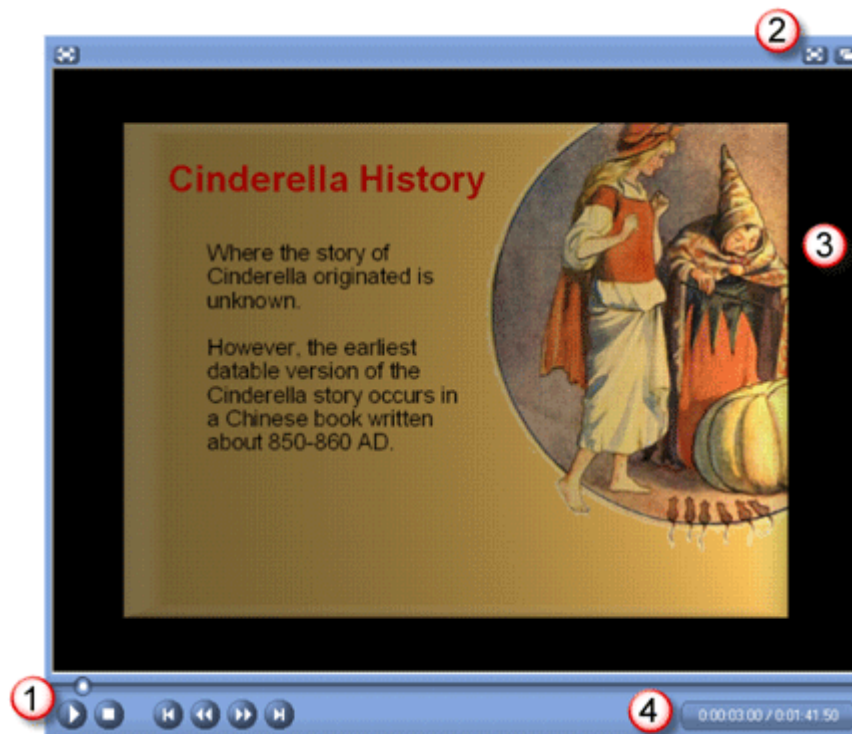 2
Cinderella History
Where the story of
Cinderella originated is
unknown.
However, the earliest
datable version of the
Cinderella story occurs in
a Chinese book written
about 850-860 AD.
3
1
4
0:00:03.00 / 0:01:41.50